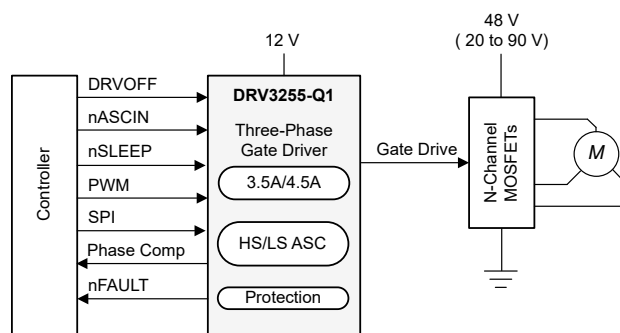 48 V
( 20 to 90 V)
12 V
DRVOFF
nASCIN
nSLEEP
PWM
SPI
Phase Comp
nFAULT
Controller
DRV3255-Q1
Three-Phase
Gate Driver
3.5A/4.5A
HS/LS ASC
Protection
Gate Drive
N-Channel
MOSFETs
M